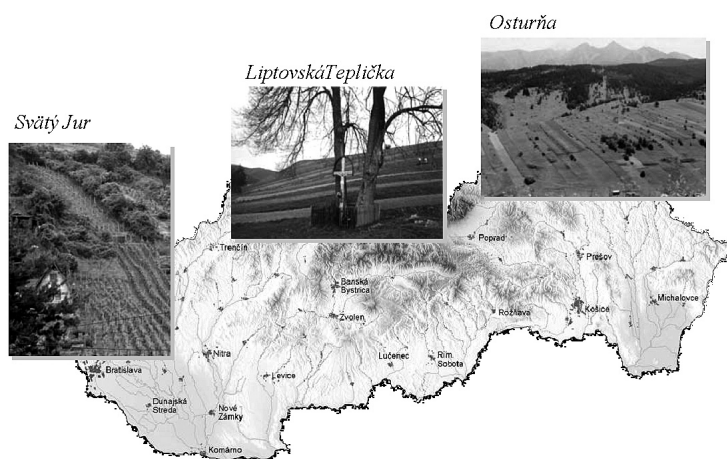 Osturňa
LiptovskáTeplička
Svätý Jur
Trenčín
Poprad
Prešov
Banská
Bystrica
Michalovce
Zvolen
Rožňava
Košice
Nitra
Lučenec
Rim.
Sobota
Bratislava
Levice
Dunajská
Streda
Nové
Zámky
Komárno